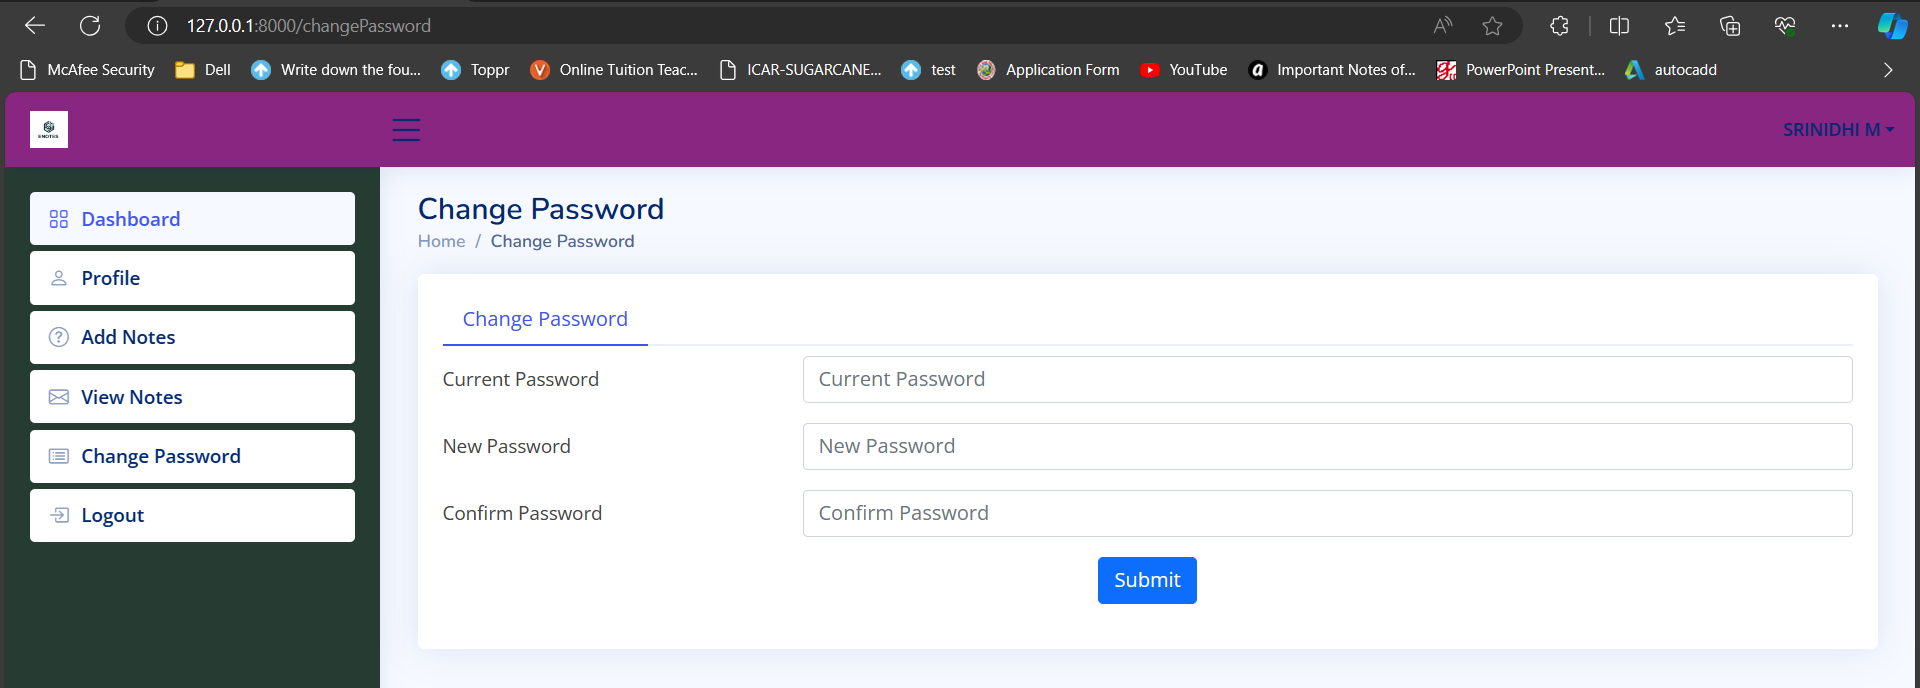 127.0.0.1:8000/changePassword
McAfee Security Dell Write down the fou... Toppr Online Tuition Teac... ICAR-SUGARCANE... test Application Form YouTube Important Notes of... PowerPoint Present... autocadd
ENOTES
SRINIDHI M
Dashboard
Profile
Add Notes
View Notes
Change Password
Logout
Change Password
Home / Change Password
Change Password
Current Password Current Password
New Password New Password
Confirm Password Confirm Password
Submit